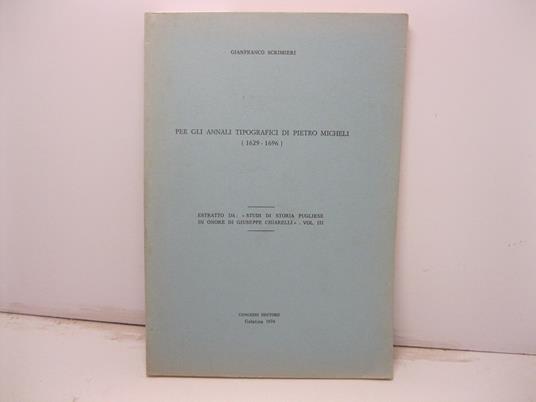 GIANFRANCO SCRIMIERI
PER GLI ANNALI TIPOGRAFICI DI PIETRO MICHELI
( 1629 - 1696 )
ESTRATTO DA: « STUDI DI STORIA PUGLIESE
IN ONORE DI GIUSEPPE CHIARELLI » - VOL. III
CONGEDO EDITORE
Galatina 1974